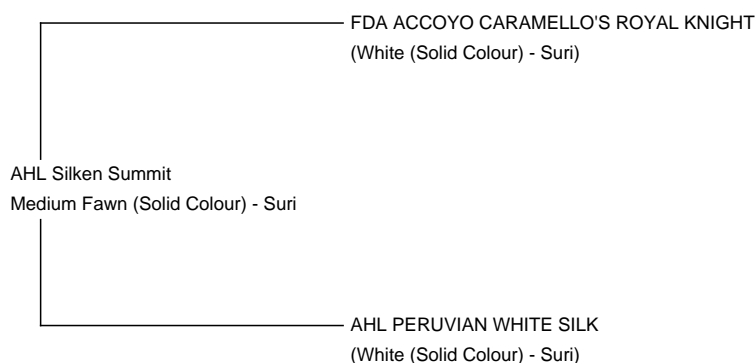 FDA ACCOYO CARAMELLO'S ROYAL KNIGHT
(White (Solid Colour) - Suri)
AHL Silken Summit
Medium Fawn (Solid Colour) - Suri
AHL PERUVIAN WHITE SILK
(White (Solid Colour) - Suri)